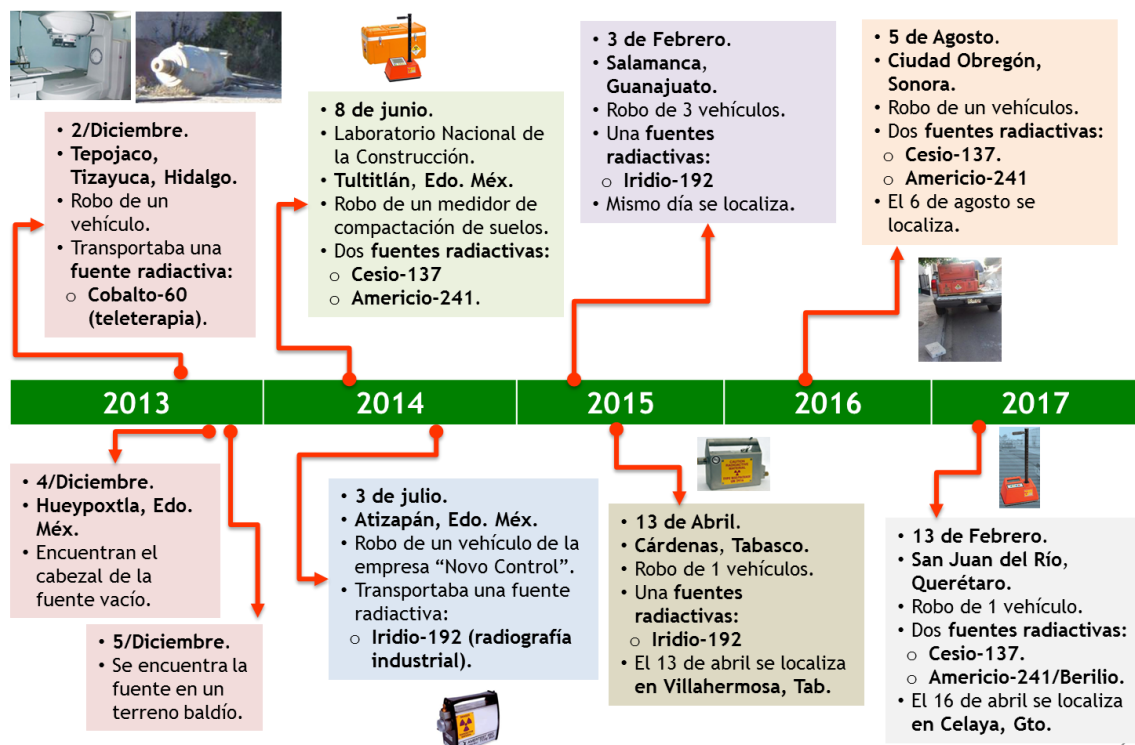 • 2/Diciembre.
• Tepojaco,
Tizayuca, Hidalgo.
• Robo de un
vehículo.
• Transportaba una
fuente radiactiva:
o Cobalto-60
(teleterapia).
• 8 de junio.
• Laboratorio Nacional de
la Construcción.
• Tultitlán, Edo. Méx.
• Robo de un medidor de
compactación de suelos.
• Dos fuentes radiactivas:
o Cesio-137
o Americio-241.
• 3 de Febrero.
• Salamanca,
Guanajuato.
• Robo de 3 vehículos.
• Una fuentes
radiactivas:
o Iridio-192
• Mismo día se localiza.
• 5 de Agosto.
• Ciudad Obregón,
Sonora.
• Robo de un vehículos.
• Dos fuentes radiactivas:
o Cesio-137.
o Americio-241
• El 6 de agosto se
localiza.
2013
2014
2015
2016
2017
• 4/Diciembre.
• Hueypoxtla, Edo.
Méx.
• Encuentran el
cabezal de la
fuente vacío.
• 5/Diciembre.
• Se encuentra la
fuente en un
terreno baldío.
• 3 de julio.
• Atizapán, Edo. Méx.
• Robo de un vehículo de la
empresa “Novo Control”.
• Transportaba una fuente
radiactiva:
o Iridio-192 (radiografía
industrial).
• 13 de Abril.
• Cárdenas, Tabasco.
• Robo de 1 vehículos.
• Una fuentes
radiactivas:
o Iridio-192
• El 13 de abril se localiza
en Villahermosa, Tab.
• 13 de Febrero.
• San Juan del Río,
Querétaro.
• Robo de 1 vehículo.
• Dos fuentes radiactivas:
o Cesio-137.
o Americio-241/Berilio.
• El 16 de abril se localiza
en Celaya, Gto.